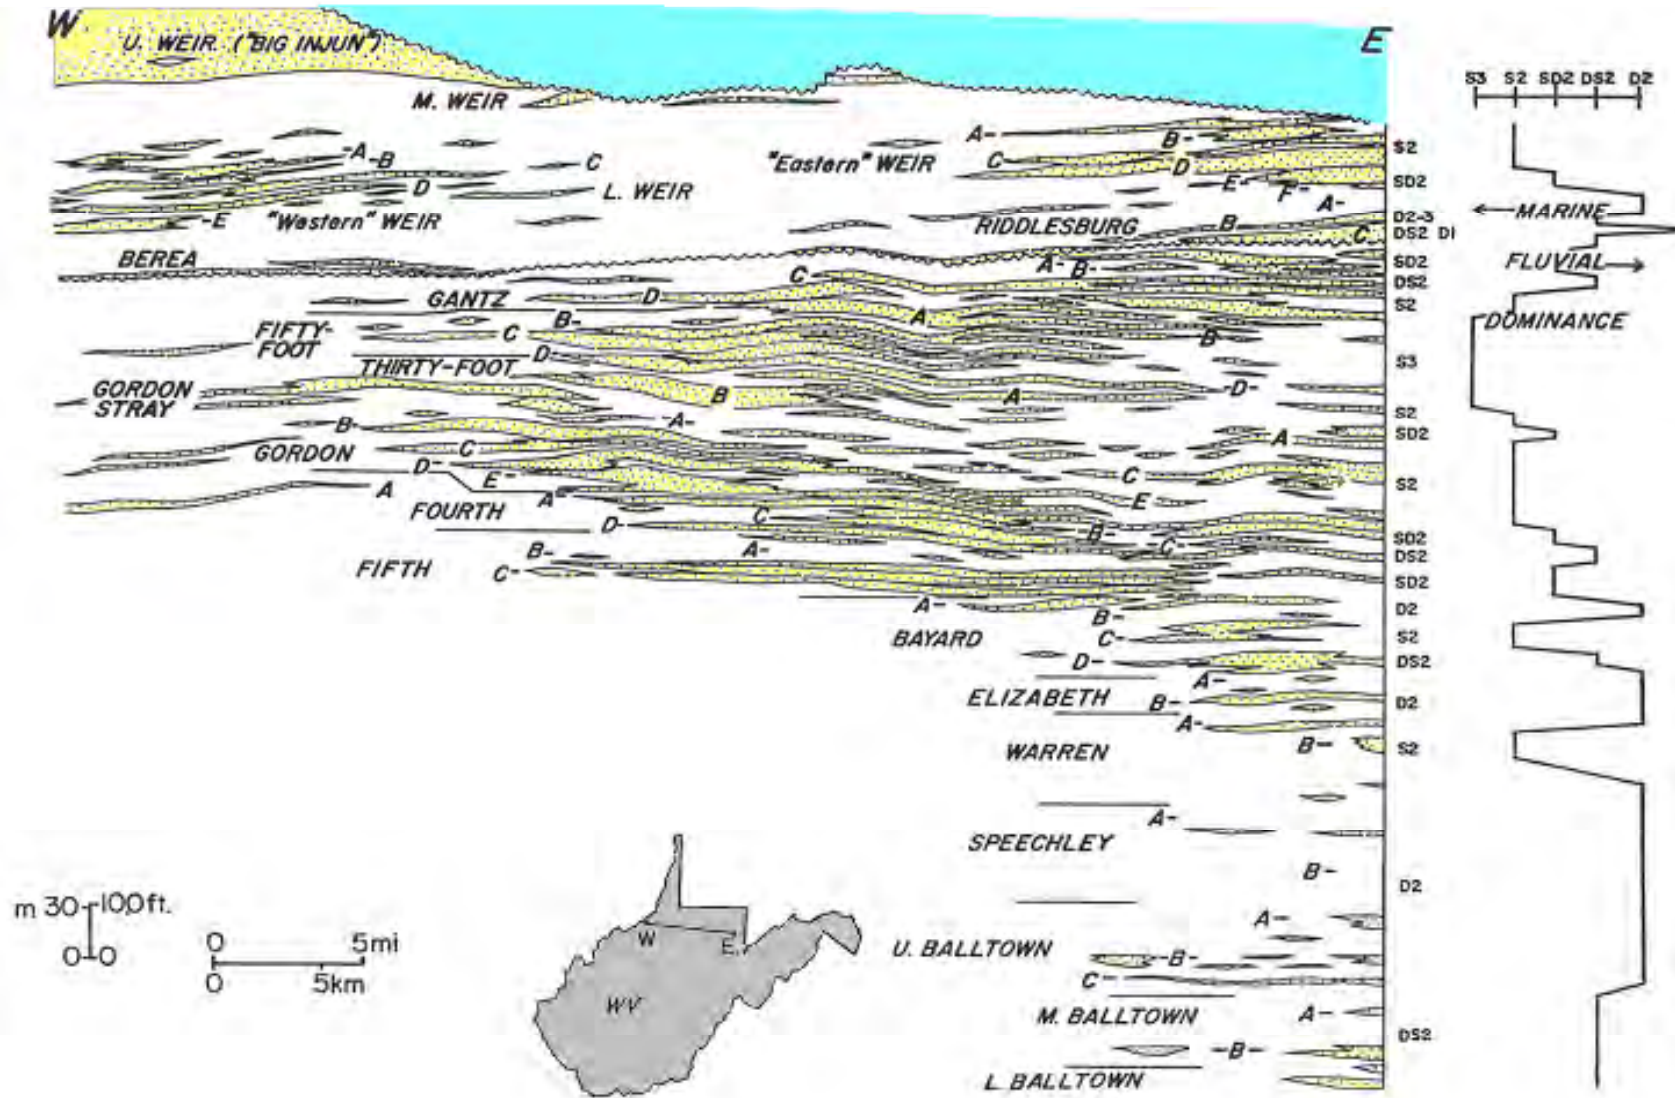 W
U. WEIR ("BIG INJUN")
E
M. WEIR
S3 S2 SD2 DS2 D2
A-
B-
S2
-A-B
C
"Eastern" WEIR
C
D
D
L. WEIR
E-
F-
A-
SD2
-E
"Western" WEIR
RIDDLESBURG
B
D2-3
← MARINE
C
DS2 D1
BEREA
A-
B-
SD2
FLUVIAL →
C
DS2
GANTZ
D
S2
A
DOMINANCE
FIFTY-
FOOT
B-
C
B
THIRTY-FOOT
D
S3
GORDON
STRAY
B
A
-D-
-A-
S2
B-
A
SD2
GORDON
C
D-
C
E-
S2
A
A
E
FOURTH
D-
C
B-
-C-
SD2
B-
A-
DS2
FIFTH
C-
SD2
A-
D2
B-
BAYARD
C-
S2
D-
DS2
A-
ELIZABETH
B-
D2
A-
WARREN
B-
S2
A-
SPEECHLEY
B-
D2
A-
U. BALLTOWN
-B-
C-
M. BALLTOWN
A-
DS2
-B-
L. BALLTOWN
m 30 100 ft.
0 0
0 5mi
0 5km
W E.
WV